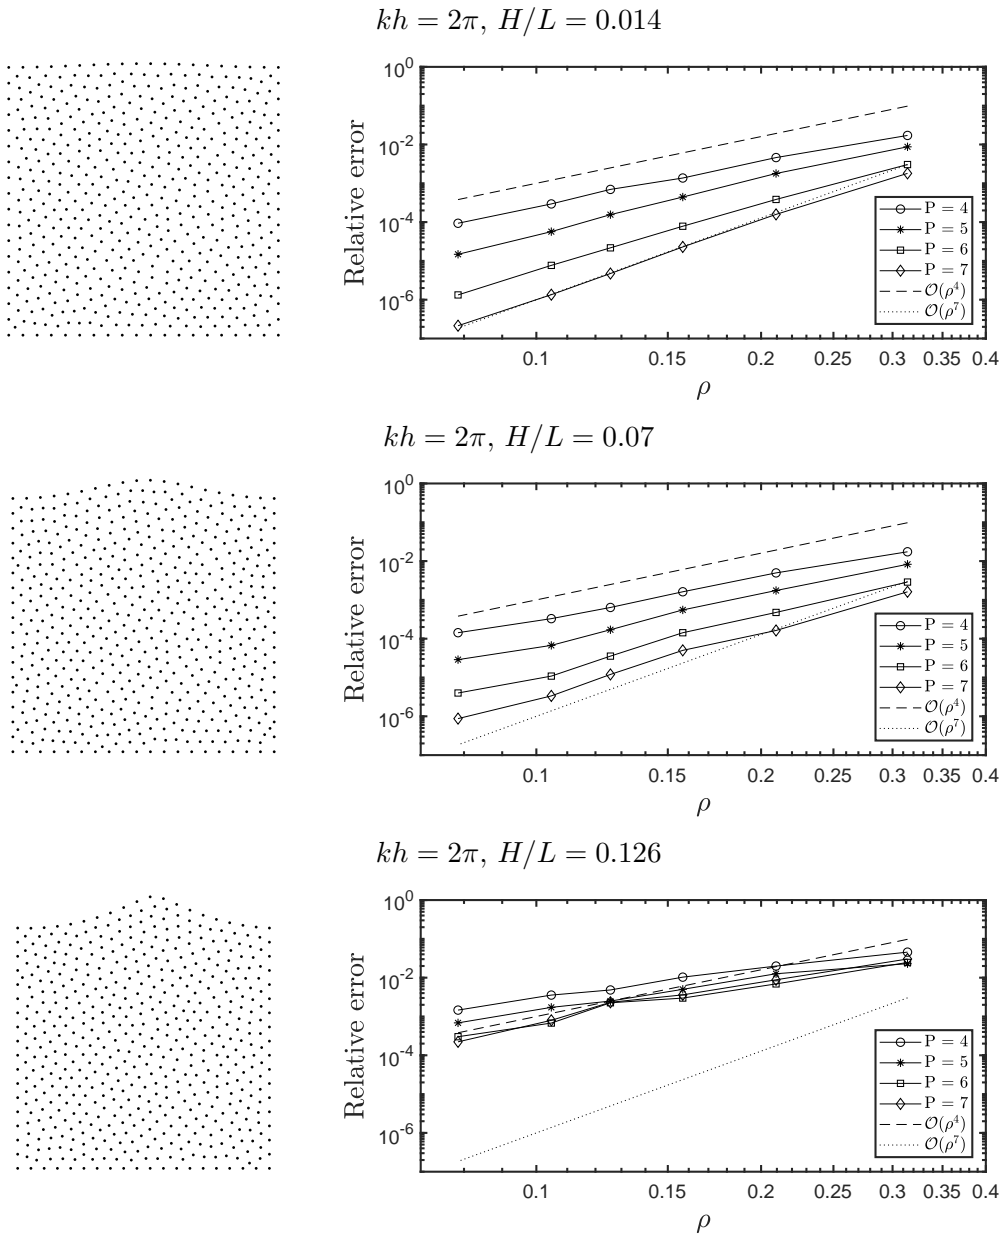 kh = 2π, H/L = 0.014
10^0
10^-2
10^-4
10^-6
Relative error
P = 4
P = 5
P = 6
P = 7
𝒪(ρ^4)
𝒪(ρ^7)
0.1 0.15 0.2 0.25 0.3 0.35 0.4
ρ
kh = 2π, H/L = 0.07
10^0
10^-2
10^-4
10^-6
Relative error
P = 4
P = 5
P = 6
P = 7
𝒪(ρ^4)
𝒪(ρ^7)
0.1 0.15 0.2 0.25 0.3 0.35 0.4
ρ
kh = 2π, H/L = 0.126
10^0
10^-2
10^-4
10^-6
Relative error
P = 4
P = 5
P = 6
P = 7
𝒪(ρ^4)
𝒪(ρ^7)
0.1 0.15 0.2 0.25 0.3 0.35 0.4
ρ